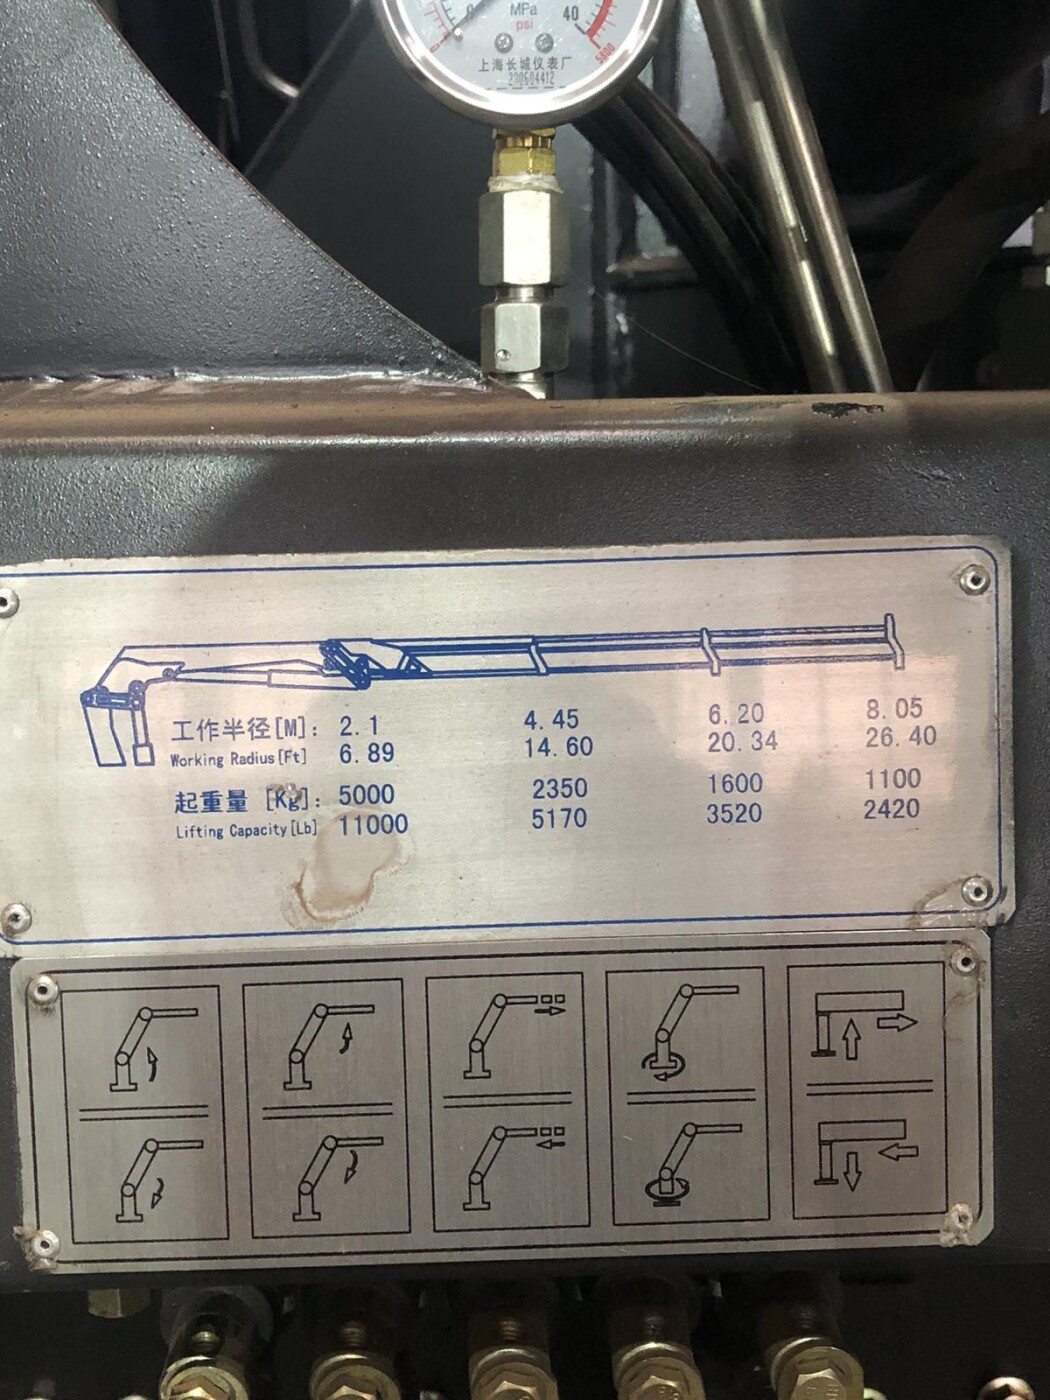 0 MPa 40
psi 5800
上海长城仪表厂
230504412
工作半径[M]: 2.1 4.45 6.20 8.05
Working Radius[Ft] 6.89 14.60 20.34 26.40
起重量 [Kg]: 5000 2350 1600 1100
Lifting Capacity[Lb] 11000 5170 3520 2420